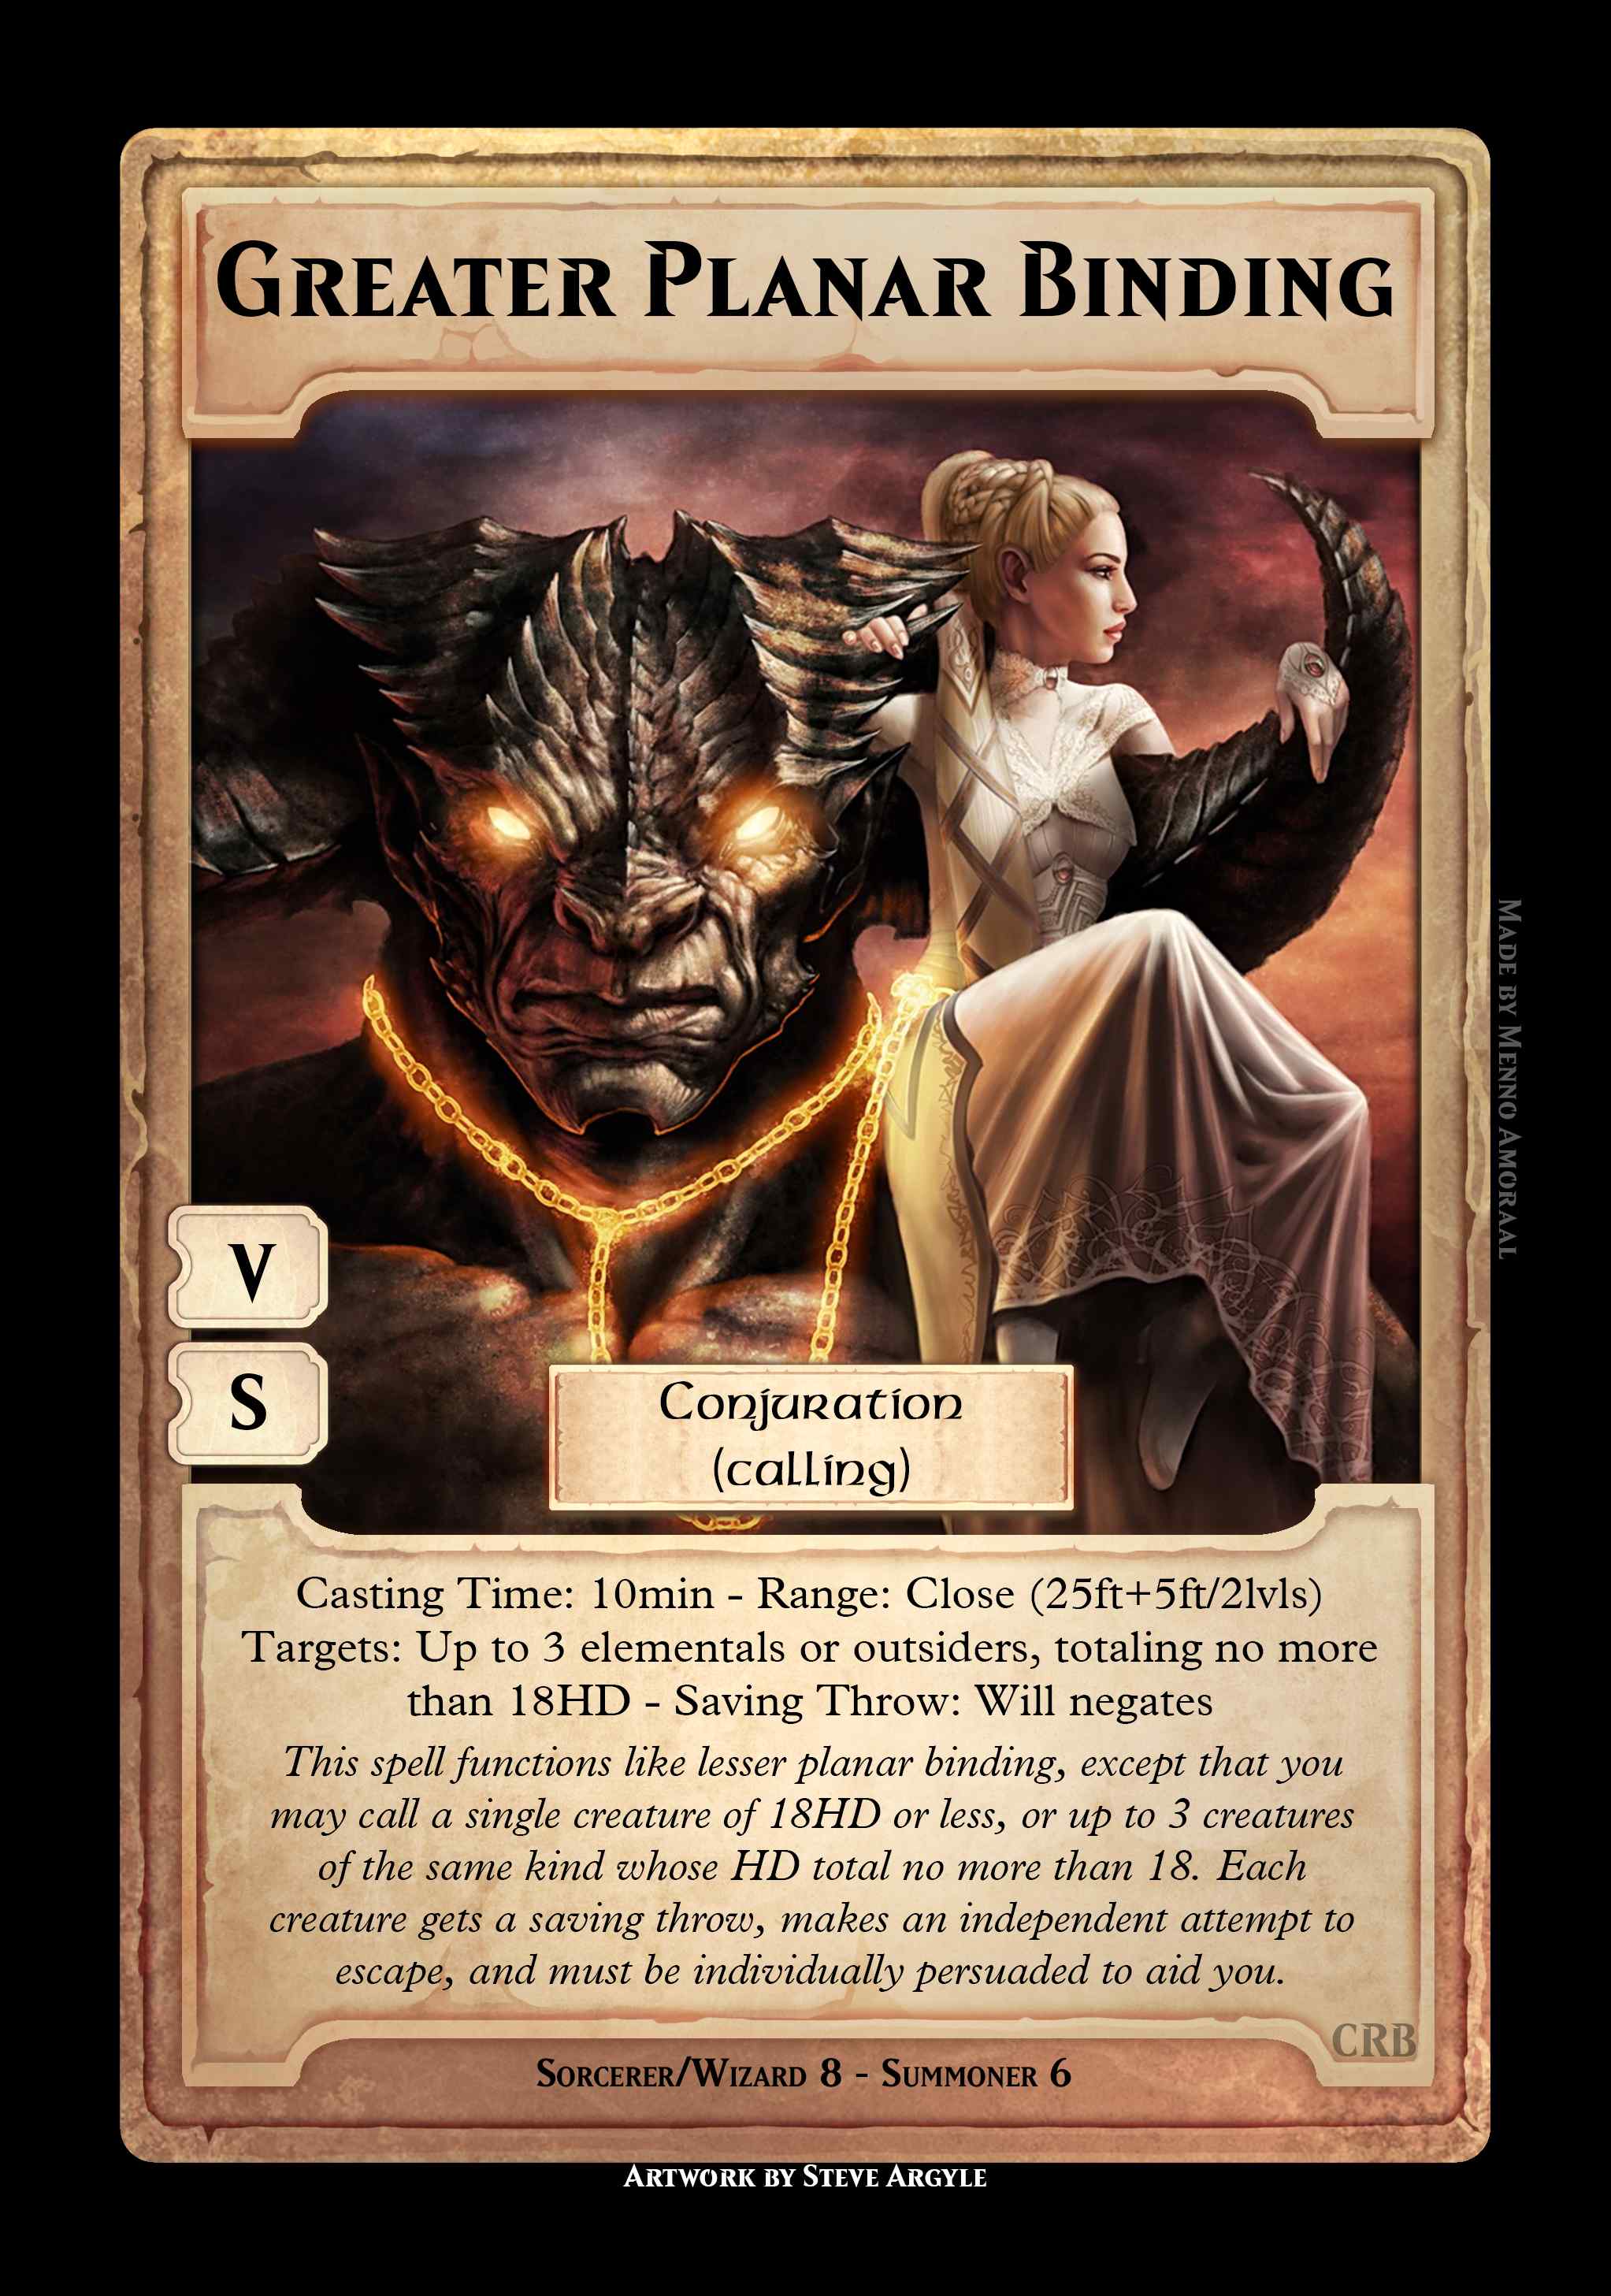 Greater Planar Binding
Made by Menno Amoraal
V
S
Conjuration
(calling)
Casting Time: 10min - Range: Close (25ft+5ft/2lvls)
Targets: Up to 3 elementals or outsiders, totaling no more
than 18HD - Saving Throw: Will negates
This spell functions like lesser planar binding, except that you
may call a single creature of 18HD or less, or up to 3 creatures
of the same kind whose HD total no more than 18. Each
creature gets a saving throw, makes an independent attempt to
escape, and must be individually persuaded to aid you.
CRB
Sorcerer/Wizard 8 - Summoner 6
Artwork by Steve Argyle